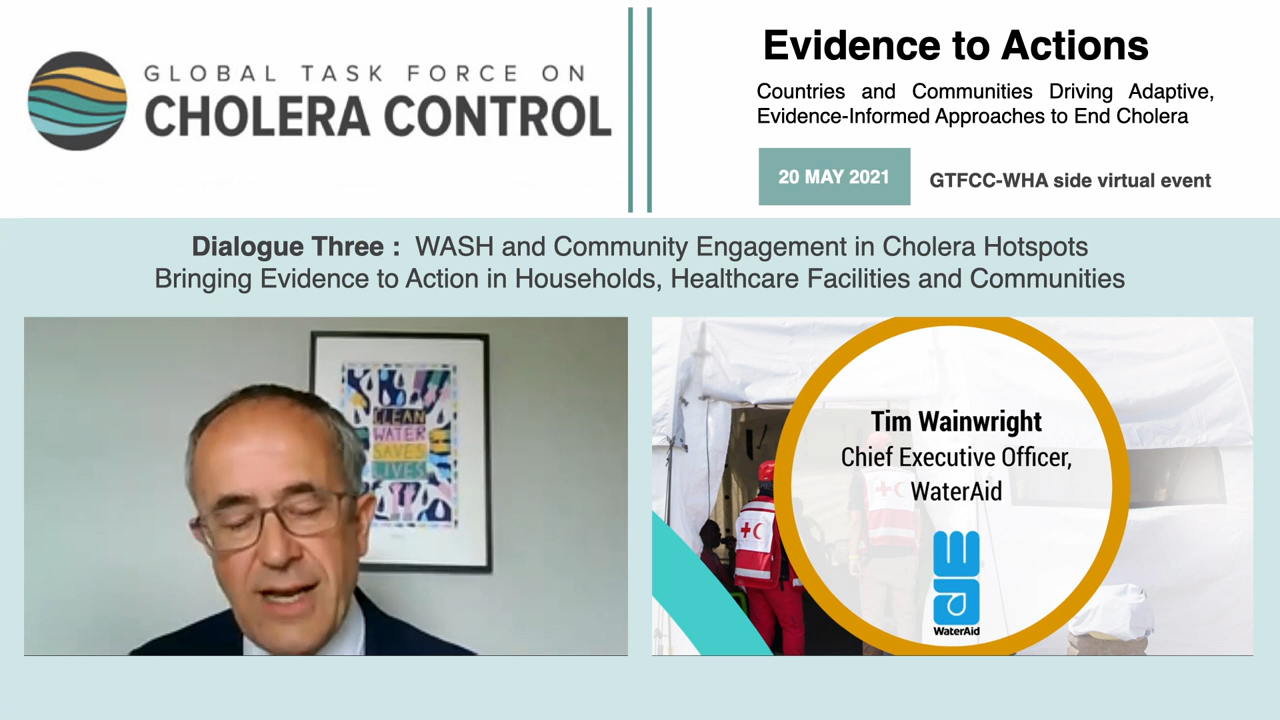 GLOBAL TASK FORCE ON
CHOLERA CONTROL
Evidence to Actions
Countries and Communities Driving Adaptive,
Evidence-Informed Approaches to End Cholera
20 MAY 2021
GTFCC-WHA side virtual event
Dialogue Three : WASH and Community Engagement in Cholera Hotspots
Bringing Evidence to Action in Households, Healthcare Facilities and Communities
CLEAN
WATER
SAVES
LIVES
Tim Wainwright
Chief Executive Officer,
WaterAid
WaterAid